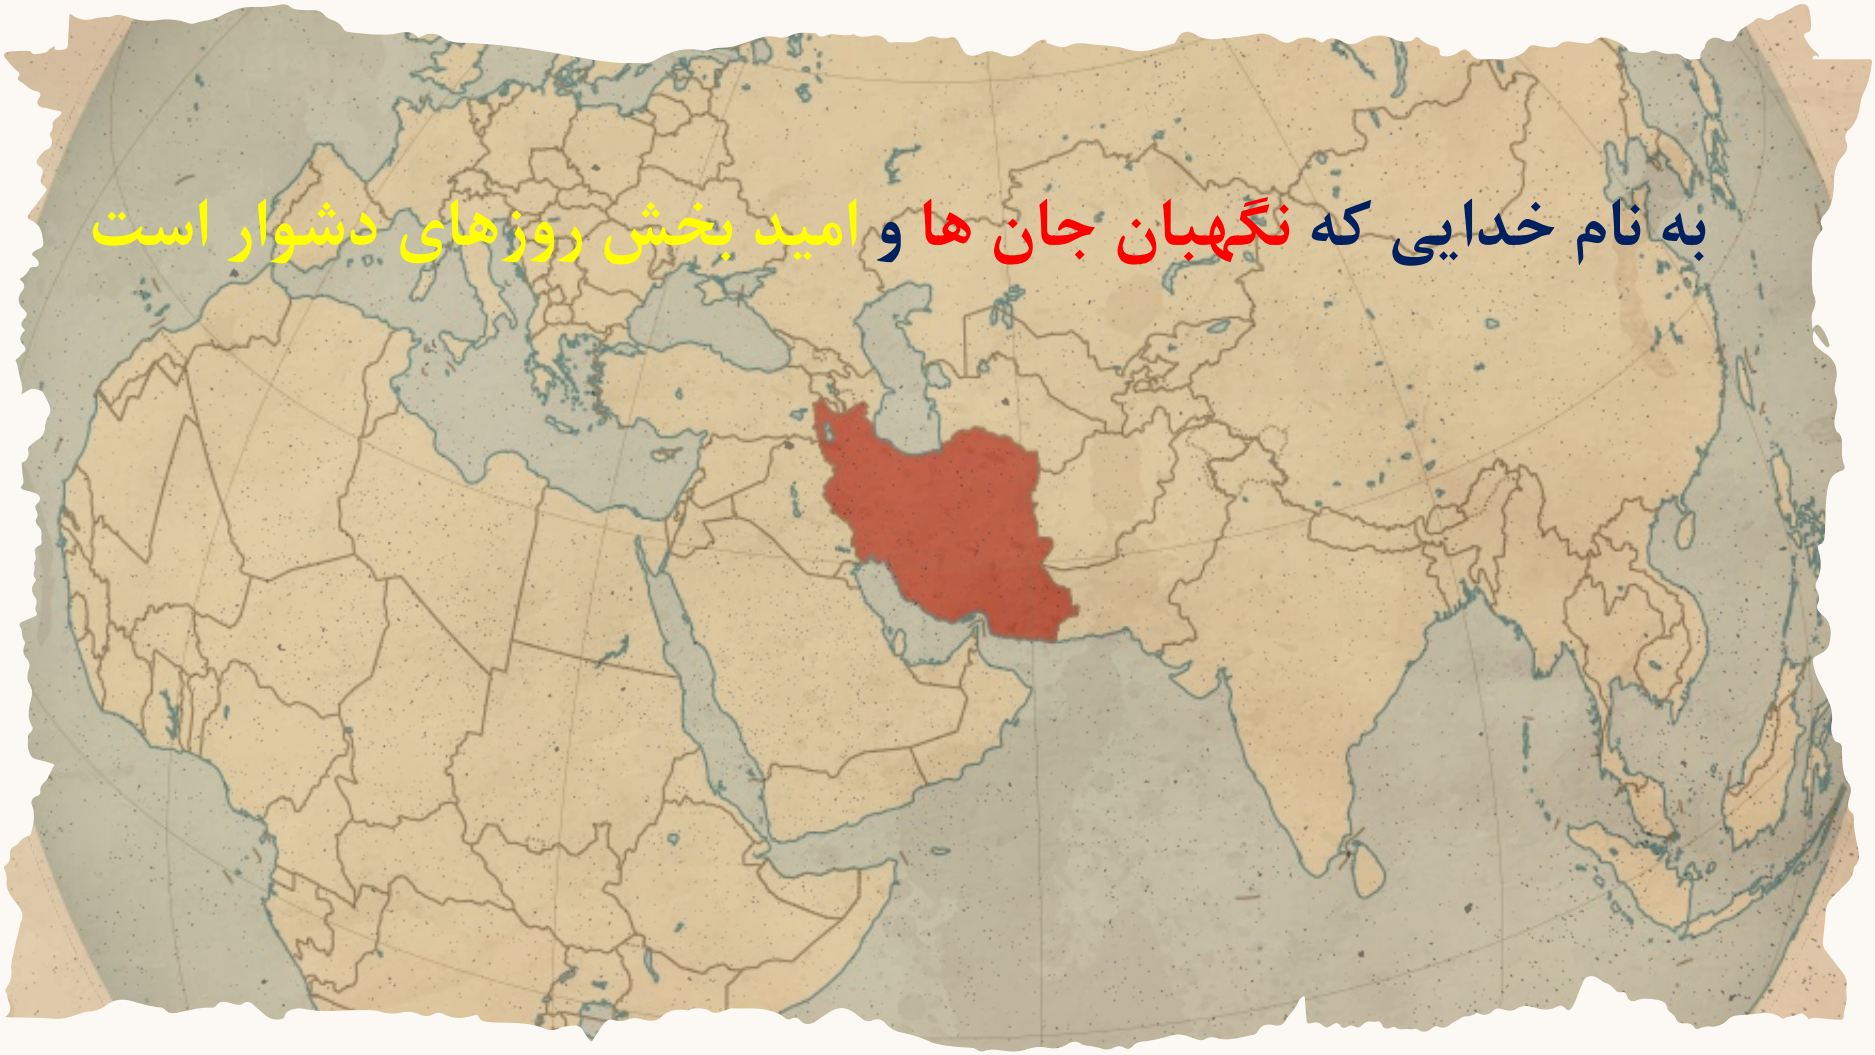 به نام خدایی که نگهبان جان ها و امید بخش روزهای دشوار است